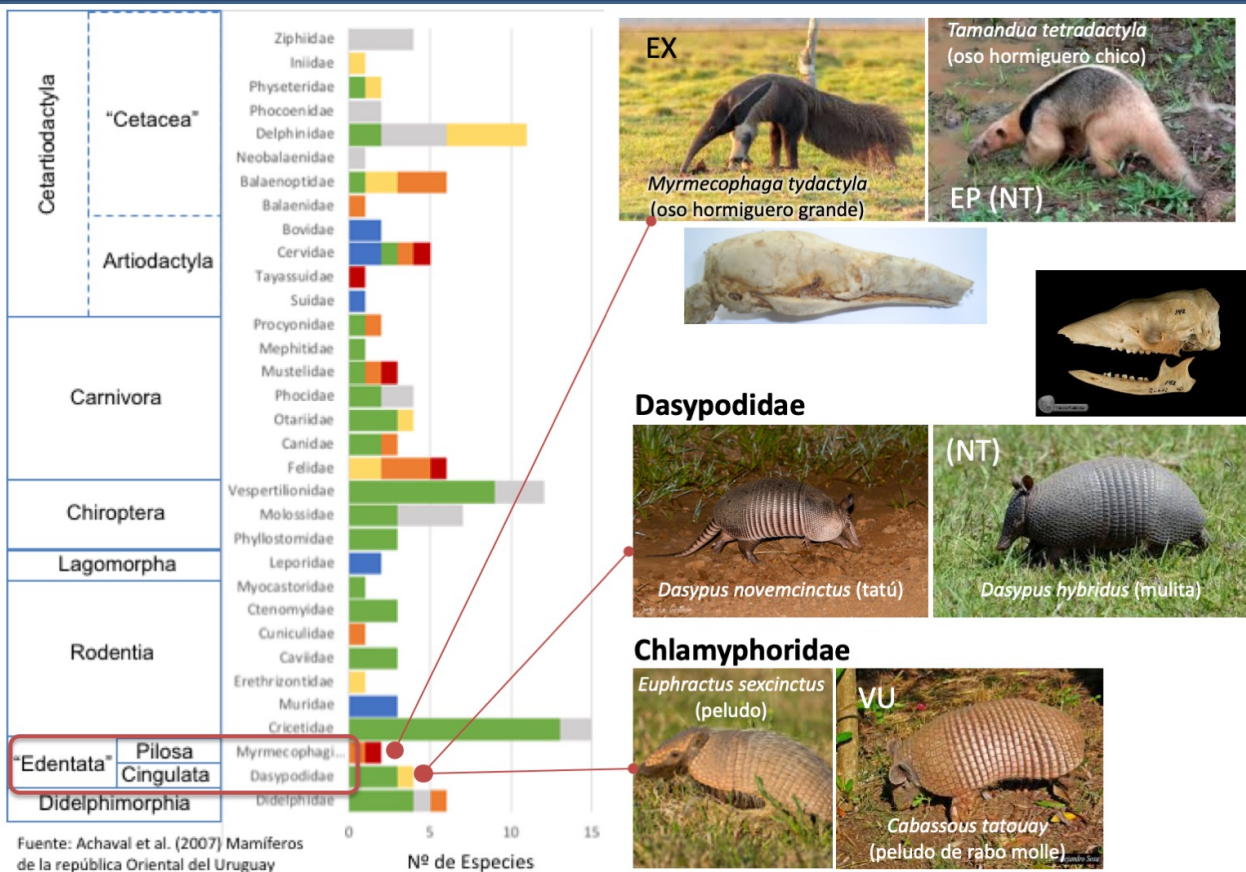 Cetartiodactyla
“Cetacea”
Artiodactyla
Carnivora
Chiroptera
Lagomorpha
Rodentia
“Edentata”
Pilosa
Cingulata
Didelphimorphia
Ziphiidae
Iniidae
Physeteridae
Phocoenidae
Delphinidae
Neobalaenidae
Balaenoptidae
Balaenidae
Bovidae
Cervidae
Tayassuidae
Suidae
Procyonidae
Mephitidae
Mustelidae
Phocidae
Otariidae
Canidae
Felidae
Vespertilionidae
Molossidae
Phyllostomidae
Leporidae
Myocastoridae
Ctenomyidae
Cuniculidae
Caviidae
Erethrizontidae
Muridae
Cricetidae
Myrmecophagi...
Dasypodidae
Didelphidae
0 5 10 15
Nº de Especies
Fuente: Achaval et al. (2007) Mamíferos
de la república Oriental del Uruguay
EX
Myrmecophaga tydactyla
(oso hormiguero grande)
Tamandua tetradactyla
(oso hormiguero chico)
EP (NT)
Dasypodidae
Dasypus novemcinctus (tatú)
(NT)
Dasypus hybridus (mulita)
Chlamyphoridae
Euphractus sexcinctus
(peludo)
VU
Cabassous tatouay
(peludo de rabo molle)